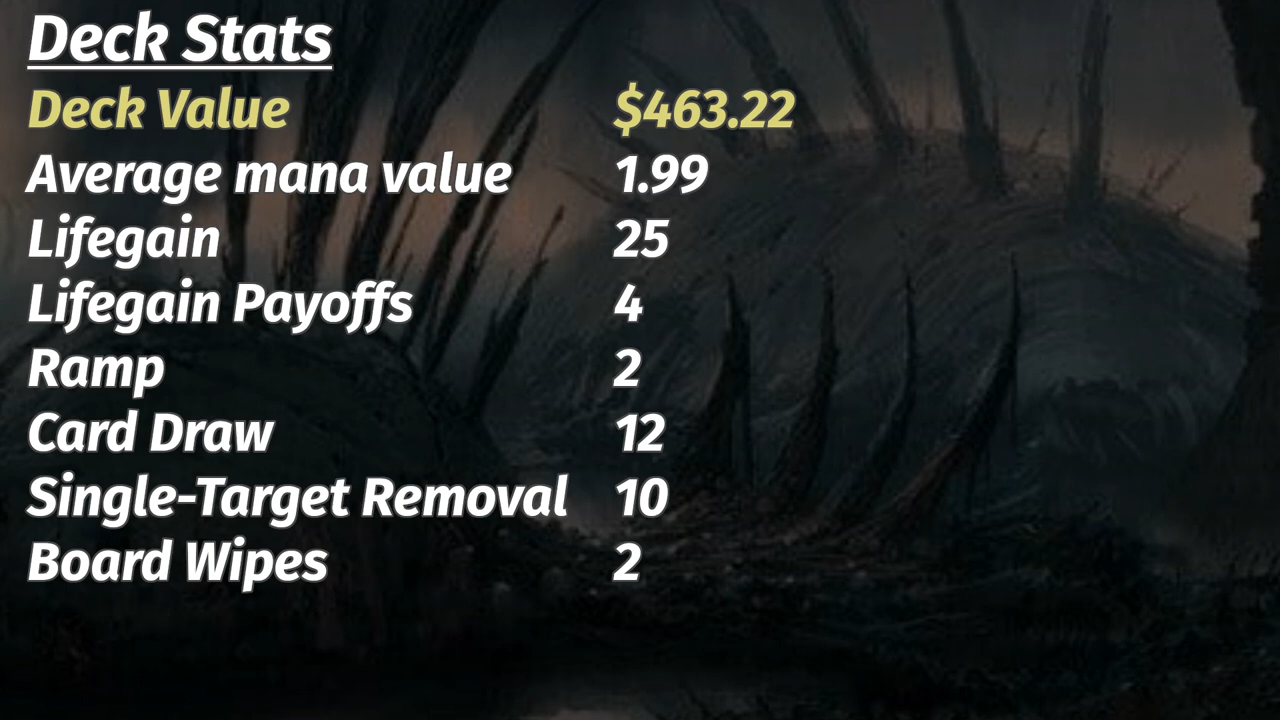 Deck Stats
Deck Value $463.22
Average mana value 1.99
Lifegain 25
Lifegain Payoffs 4
Ramp 2
Card Draw 12
Single-Target Removal 10
Board Wipes 2